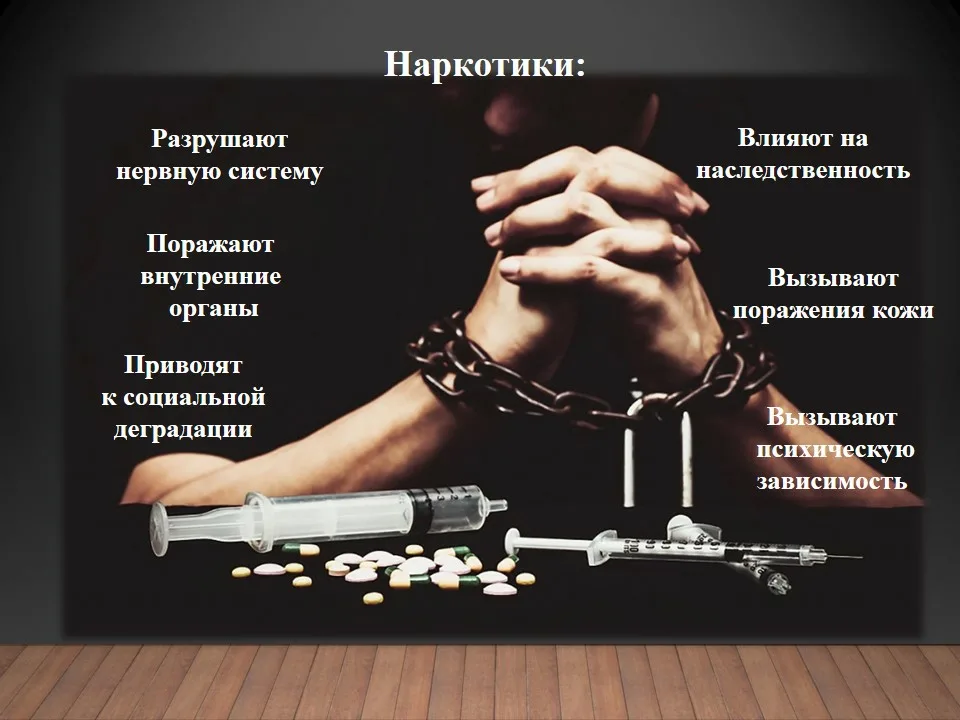 Наркотики:
Разрушают
нервную систему
Поражают
внутренние
органы
Приводят
к социальной
деградации
Влияют на
наследственность
Вызывают
поражения кожи
Вызывают
психическую
зависимость